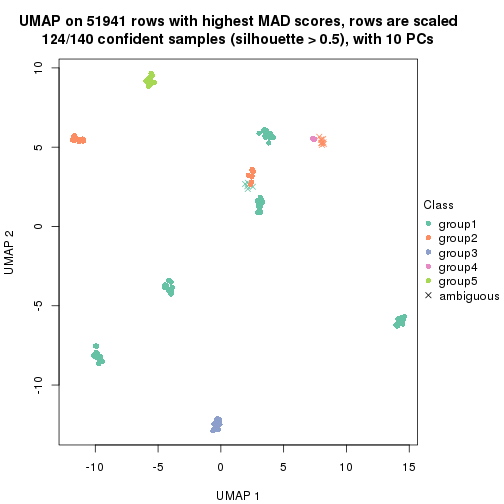 UMAP on 51941 rows with highest MAD scores, rows are scaled
124/140 confident samples (silhouette > 0.5), with 10 PCs
10
5
0
-5
-10
UMAP 2
Class
group1
group2
group3
group4
group5
ambiguous
-10 -5 0 5 10 15
UMAP 1